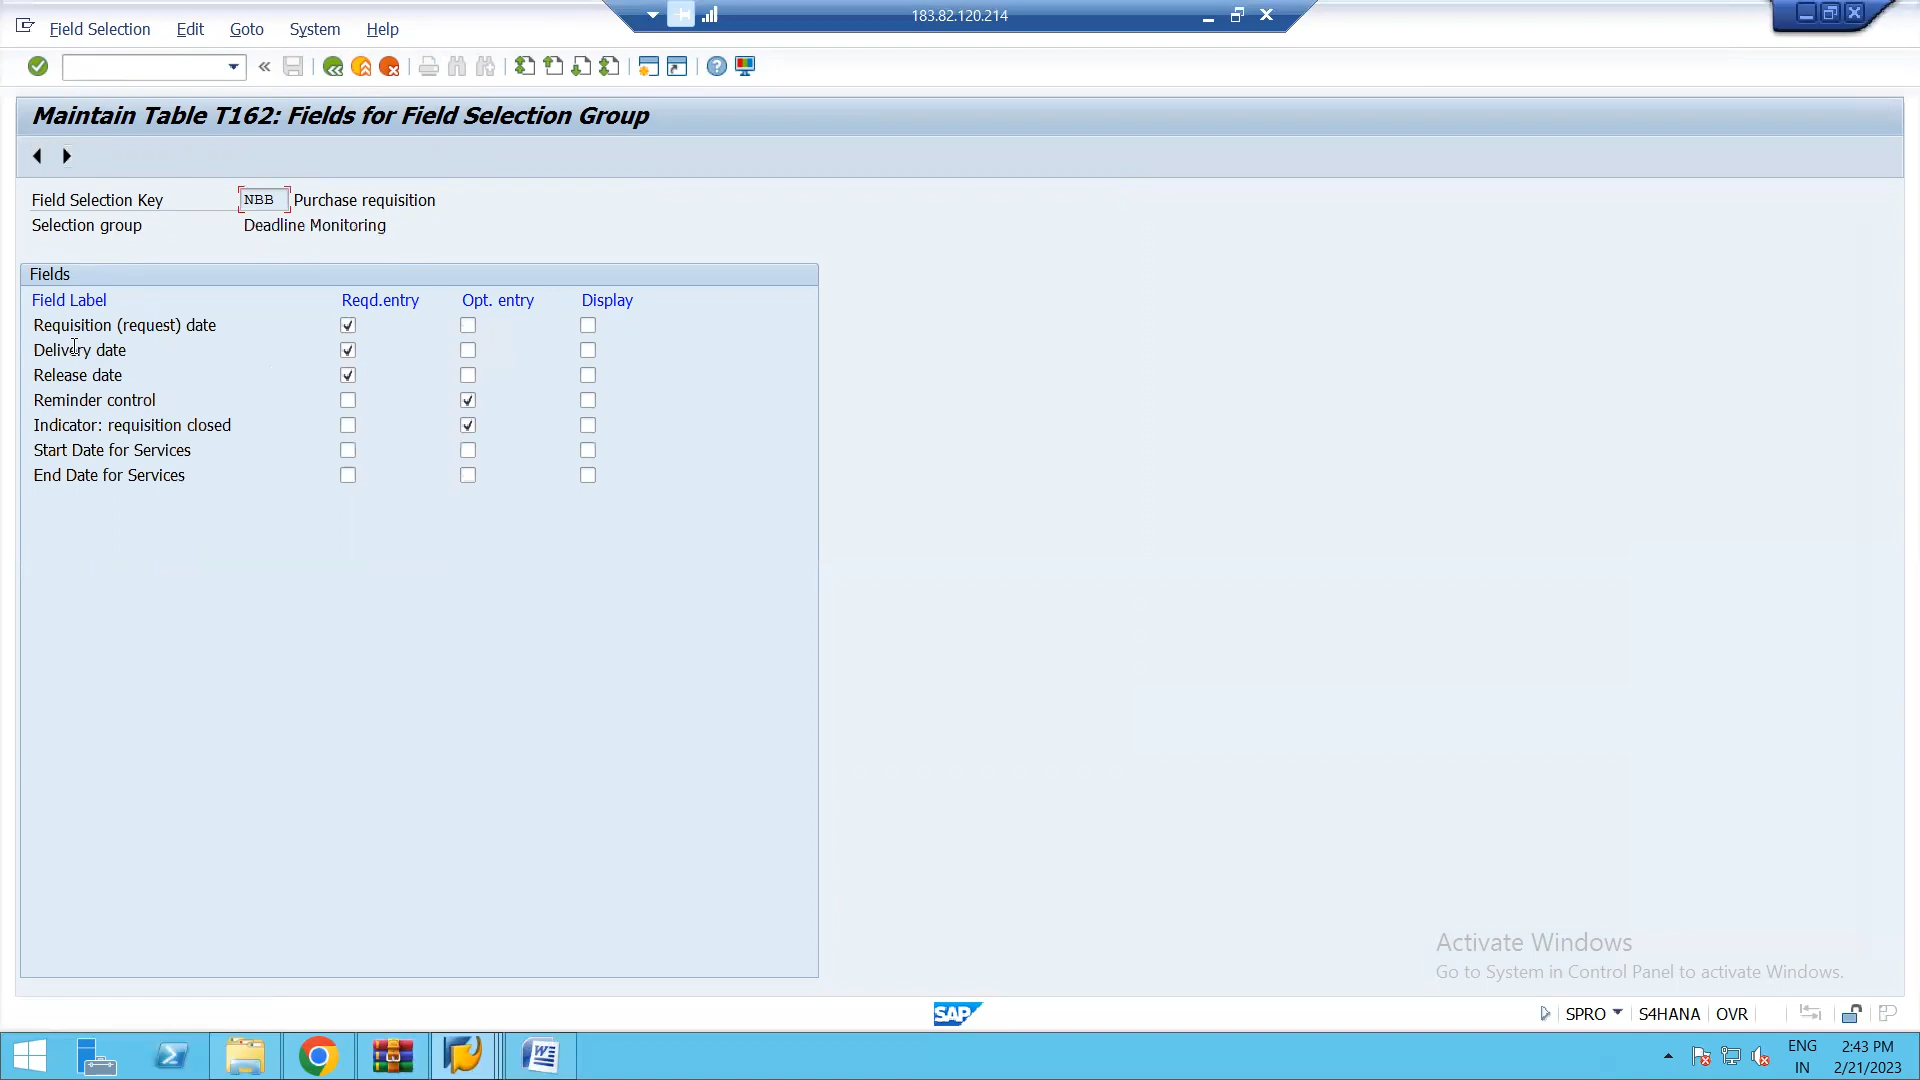 183.82.120.214
Field Selection Edit Goto System Help
Maintain Table T162: Fields for Field Selection Group
Field Selection Key NBB Purchase requisition
Selection group Deadline Monitoring
Fields
Field Label Reqd.entry Opt. entry Display
Requisition (request) date
Delivery date
Release date
Reminder control
Indicator: requisition closed
Start Date for Services
End Date for Services
Activate Windows
Go to System in Control Panel to activate Windows.
SAP
SPRO S4HANA OVR
ENG 2:43 PM
IN 2/21/2023